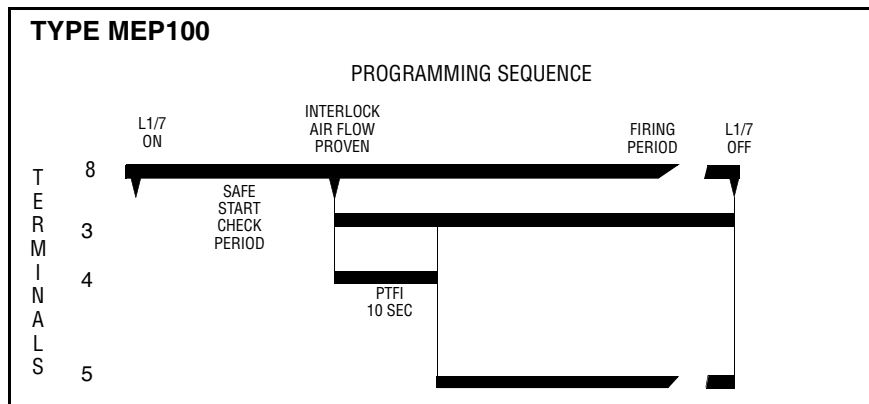 TYPE MEP100
PROGRAMMING SEQUENCE
L1/7
ON
INTERLOCK
AIR FLOW
PROVEN
FIRING
PERIOD
L1/7
OFF
TERMINALS
8
SAFE
START
CHECK
PERIOD
3
4
PTFI
10 SEC
5